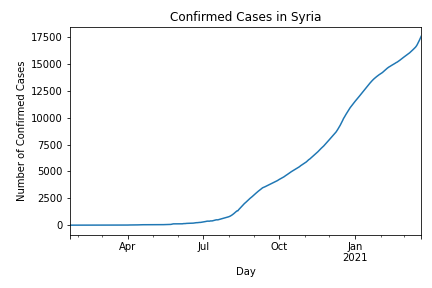 Confirmed Cases in Syria
Number of Confirmed Cases
17500
15000
12500
10000
7500
5000
2500
0
Apr
Jul
Oct
Jan
2021
Day